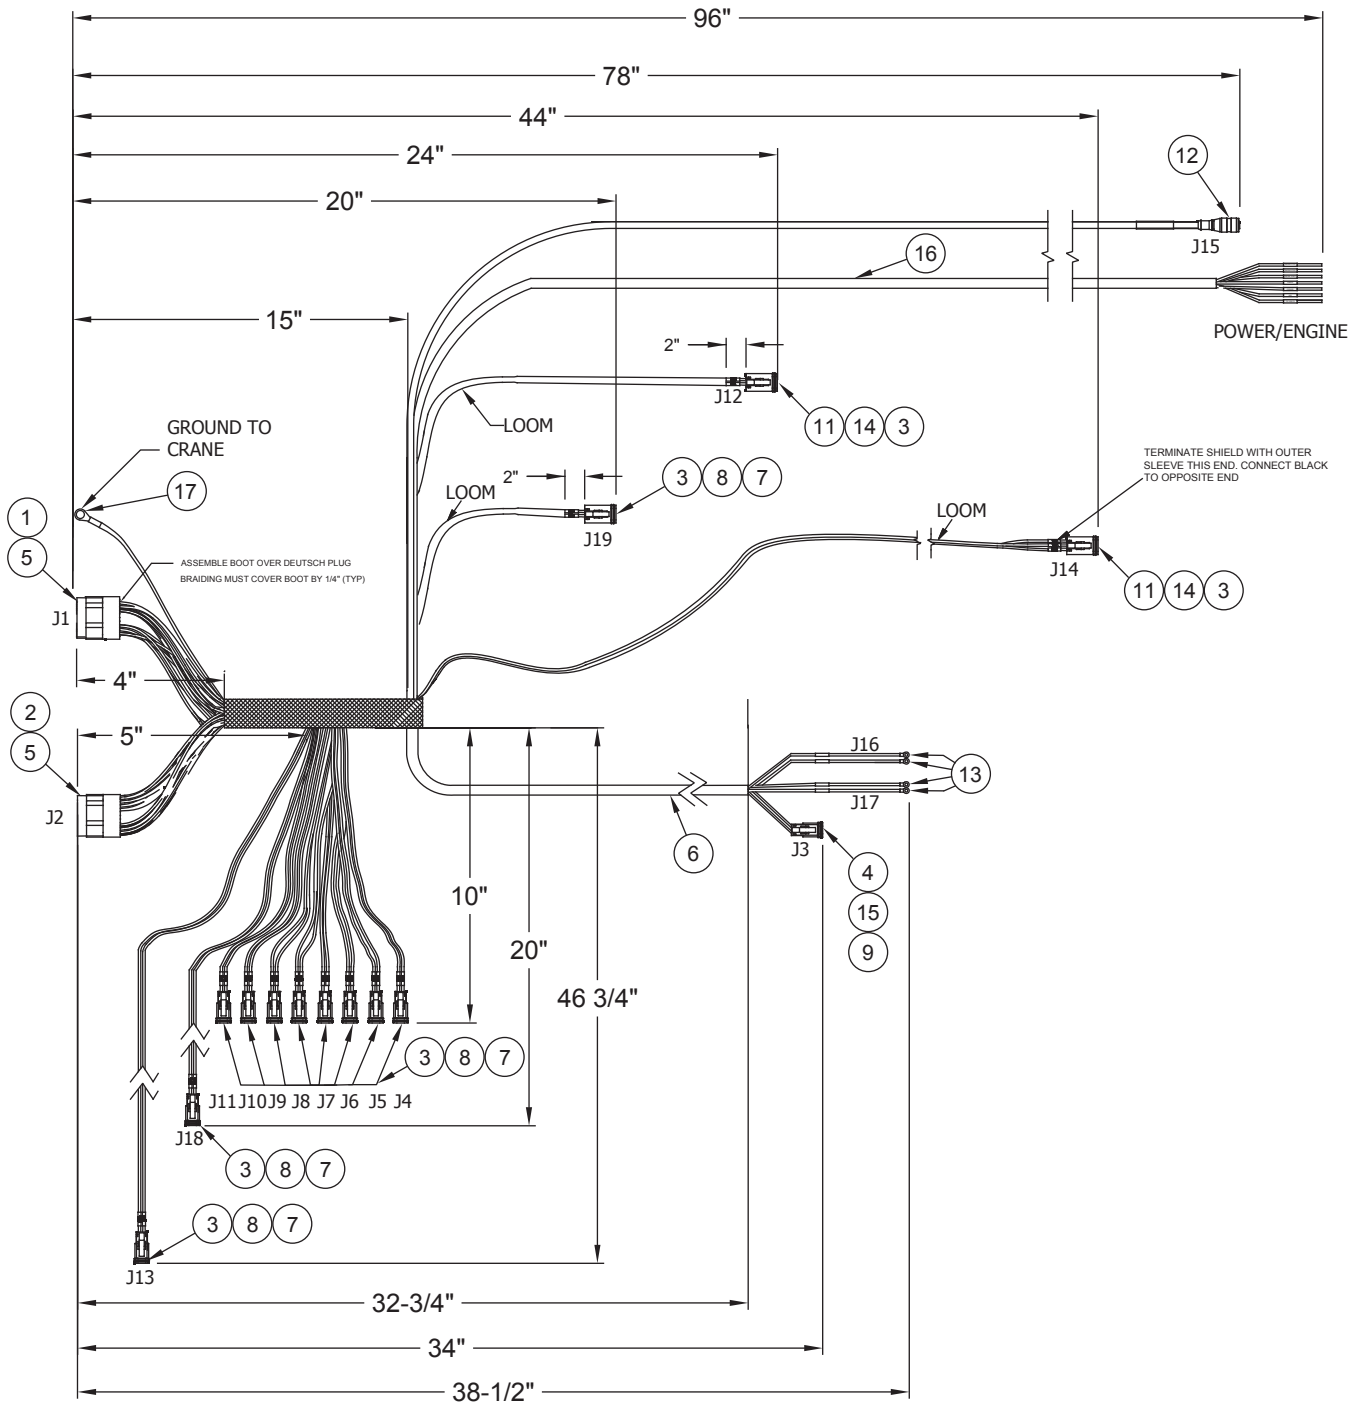 96"
78"
44"
24"
20"
12
J15
16
15"
POWER/ENGINE
2"
J12
LOOM
11 14 3
GROUND TO
CRANE
17
TERMINATE SHIELD WITH OUTER
SLEEVE THIS END. CONNECT BLACK
TO OPPOSITE END
2"
3 8 7
LOOM
J19
LOOM
1
5
ASSEMBLE BOOT OVER DEUTSCH PLUG
BRAIDING MUST COVER BOOT BY 1/4" (TYP)
J14
11 14 3
J1
4"
2
5
5"
J16
13
J17
J2
J3
6
4
15
9
10"
20"
46 3/4"
3 8 7
J11 J10 J9 J8 J7 J6 J5 J4
J18
3 8 7
3 8 7
J13
32-3/4"
34"
38-1/2"